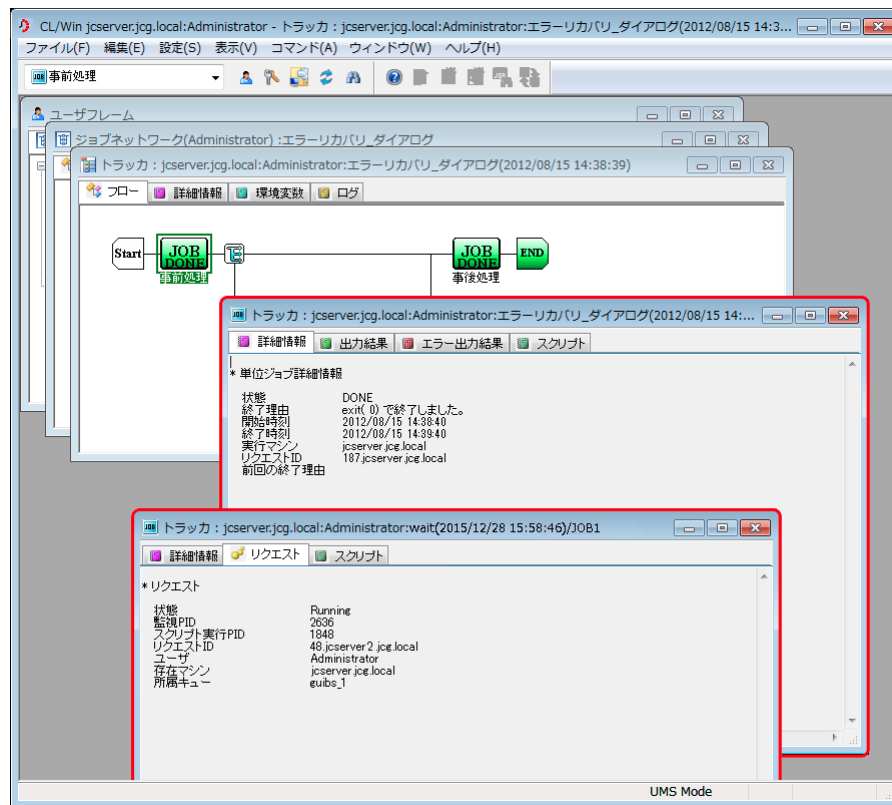 CL/Win jcserver.jcg.local:Administrator - トラッカ : jcserver.jcg.local:Administrator:エラーリカバリ_ダイアログ(2012/08/15 14:3...
ファイル(F) 編集(E) 設定(S) 表示(V) コマンド(A) ウィンドウ(W) ヘルプ(H)
JOB 事前処理
ユーザフレーム
ジョブネットワーク(Administrator) :エラーリカバリ_ダイアログ
トラッカ : jcserver.jcg.local:Administrator:エラーリカバリ_ダイアログ(2012/08/15 14:38:39)
フロー 詳細情報 環境変数 ログ
Start JOB DONE JOB DONE END
事前処理 事後処理
JOB トラッカ : jcserver.jcg.local:Administrator:エラーリカバリ_ダイアログ(2012/08/15 14:...
詳細情報 出力結果 エラー出力結果 スクリプト
* 単位ジョブ詳細情報
状態 DONE
終了理由 exit( 0) で終了しました。
開始時刻 2012/08/15 14:38:40
終了時刻 2012/08/15 14:39:40
実行マシン jcserver.jcg.local
リクエストID 187.jcserver.jcg.local
前回の終了理由
JOB トラッカ : jcserver.jcg.local:Administrator:wait(2015/12/28 15:58:46)/JOB1
詳細情報 リクエスト スクリプト
* リクエスト
状態 Running
監視PID 2636
スクリプト実行PID 1848
リクエストID 48.jcserver2.jcg.local
ユーザ Administrator
存在マシン jcserver.jcg.local
所属キュー guibs_1
UMS Mode